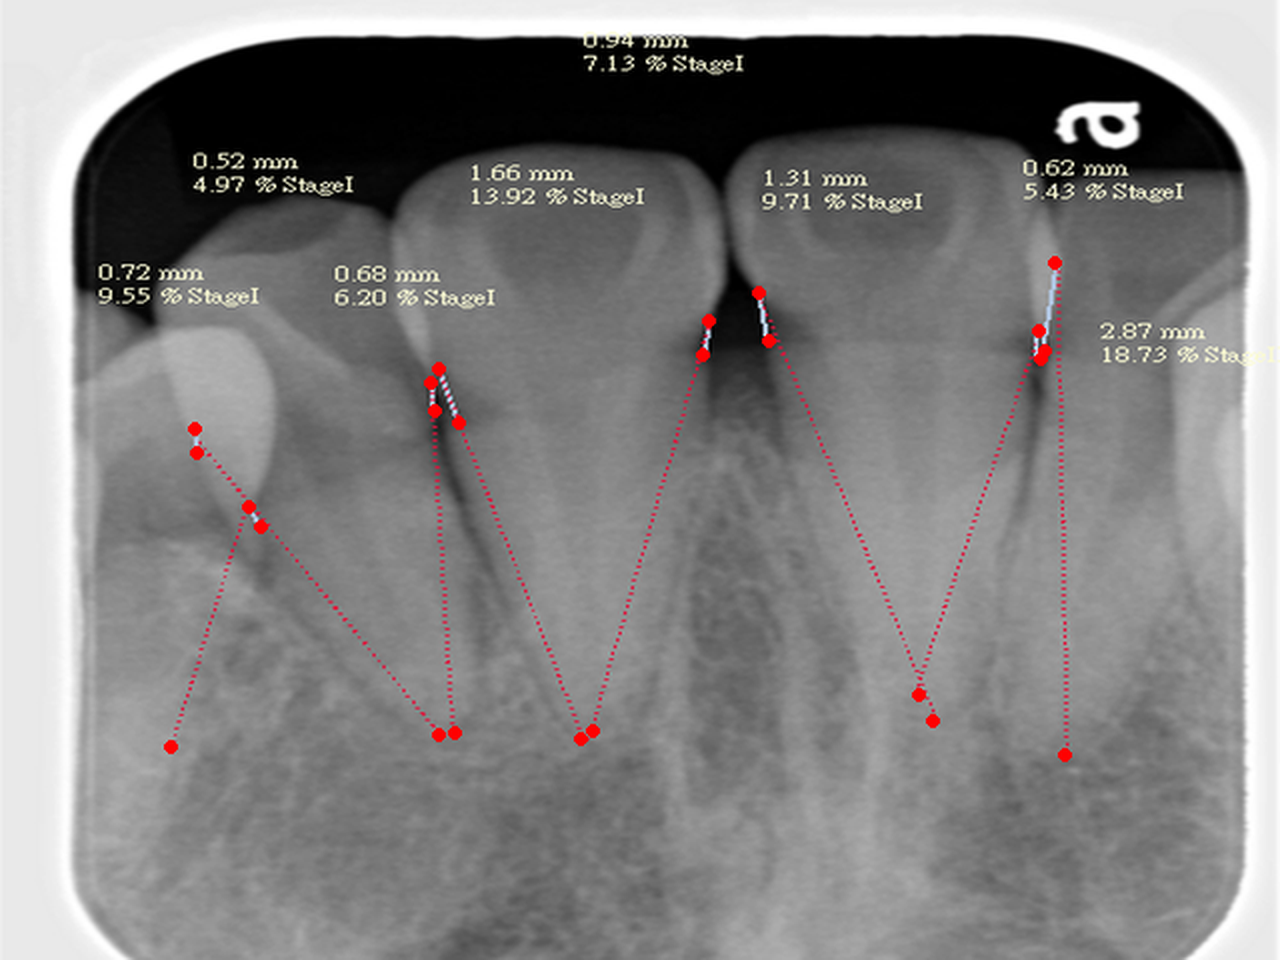 0.94 mm
7.13 % StageI
a
0.52 mm
4.97 % StageI
1.66 mm
13.92 % StageI
1.31 mm
9.71 % StageI
0.62 mm
5.43 % StageI
0.72 mm
9.55 % StageI
0.68 mm
6.20 % StageI
2.87 mm
18.73 % StageI